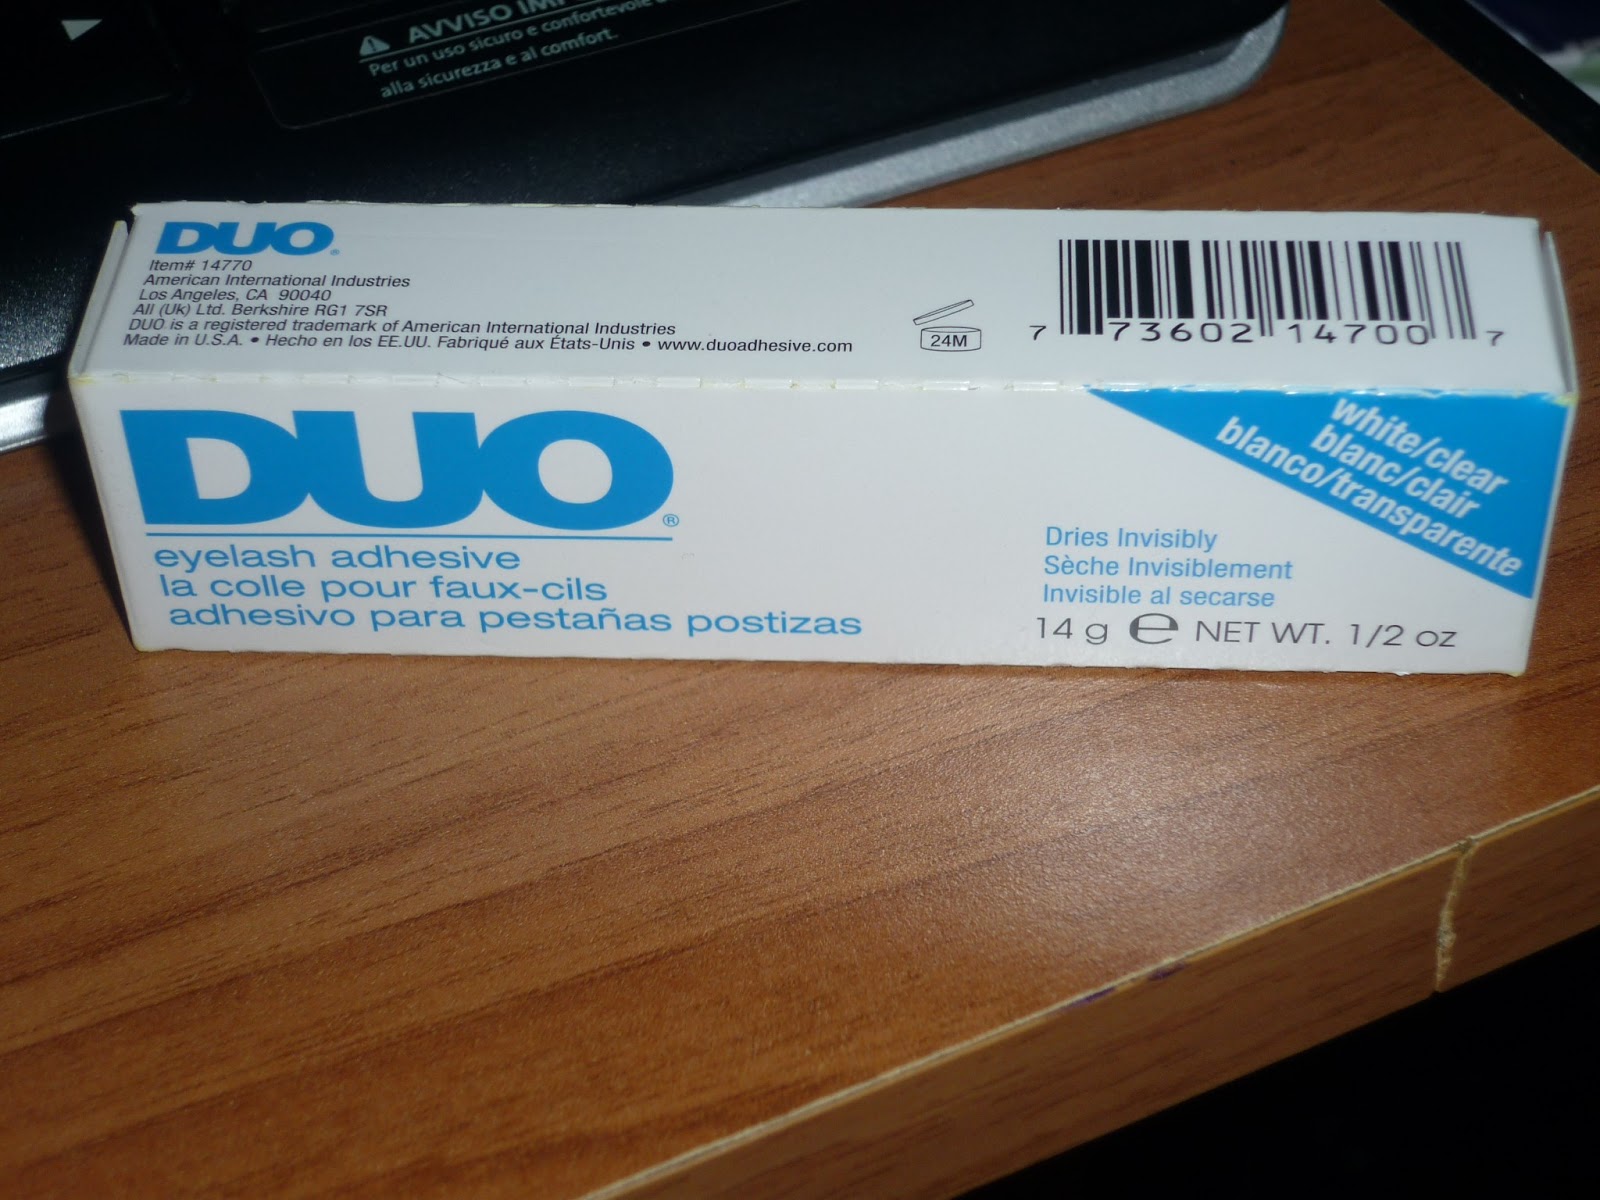 AVVISO
Per un uso sicuro e confortevole
alla sicurezza e al comfort.
DUO®
Item# 14770
American International Industries
Los Angeles, CA 90040
AII (Uk) Ltd. Berkshire RG1 7SR
DUO is a registered trademark of American International Industries
Made in U.S.A. • Hecho en los EE.UU. Fabriqué aux États-Unis • www.duoadhesive.com
24M
7 73602 14700 7
DUO®
eyelash adhesive
la colle pour faux-cils
adhesivo para pestañas postizas
white/clear
blanc/clair
blanco/transparente
Dries Invisibly
Sèche Invisiblement
Invisible al secarse
14 g ℮ NET WT. 1/2 oz